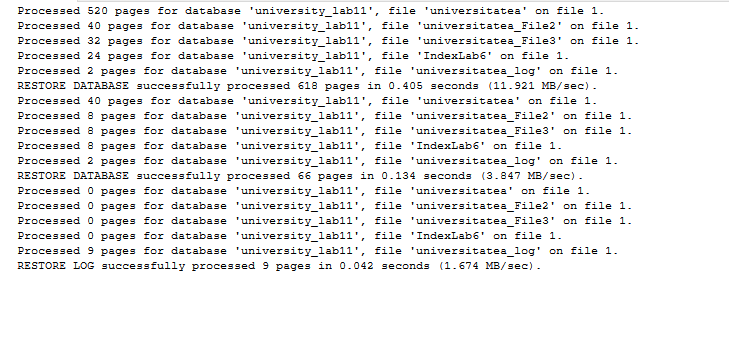 Processed 520 pages for database 'university_lab11', file 'universitatea' on file 1.
Processed 40 pages for database 'university_lab11', file 'universitatea_File2' on file 1.
Processed 32 pages for database 'university_lab11', file 'universitatea_File3' on file 1.
Processed 24 pages for database 'university_lab11', file 'IndexLab6' on file 1.
Processed 2 pages for database 'university_lab11', file 'universitatea_log' on file 1.
RESTORE DATABASE successfully processed 618 pages in 0.405 seconds (11.921 MB/sec).
Processed 40 pages for database 'university_lab11', file 'universitatea' on file 1.
Processed 8 pages for database 'university_lab11', file 'universitatea_File2' on file 1.
Processed 8 pages for database 'university_lab11', file 'universitatea_File3' on file 1.
Processed 8 pages for database 'university_lab11', file 'IndexLab6' on file 1.
Processed 2 pages for database 'university_lab11', file 'universitatea_log' on file 1.
RESTORE DATABASE successfully processed 66 pages in 0.134 seconds (3.847 MB/sec).
Processed 0 pages for database 'university_lab11', file 'universitatea' on file 1.
Processed 0 pages for database 'university_lab11', file 'universitatea_File2' on file 1.
Processed 0 pages for database 'university_lab11', file 'universitatea_File3' on file 1.
Processed 0 pages for database 'university_lab11', file 'IndexLab6' on file 1.
Processed 9 pages for database 'university_lab11', file 'universitatea_log' on file 1.
RESTORE LOG successfully processed 9 pages in 0.042 seconds (1.674 MB/sec).